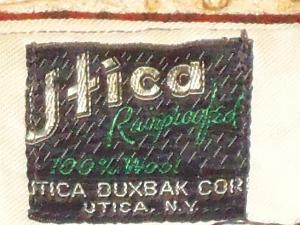 Utica
Rainproofed
100% Wool
UTICA DUXBAK COR
UTICA, N.Y.